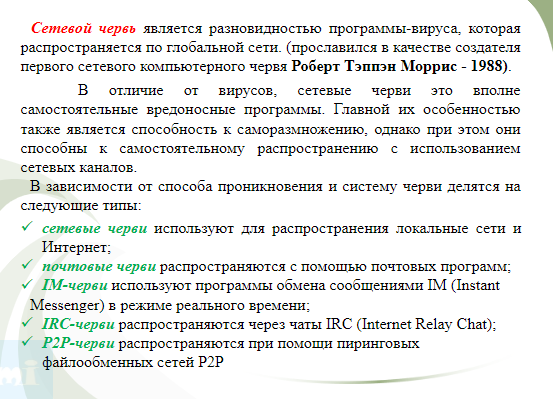 Сетевой червь является разновидностью программы-вируса, которая
распространяется по глобальной сети. (прославился в качестве создателя
первого сетевого компьютерного червя Роберт Тэппэн Моррис - 1988).
В отличие от вирусов, сетевые черви это вполне
самостоятельные вредоносные программы. Главной их особенностью
также является способность к саморазмножению, однако при этом они
способны к самостоятельному распространению с использованием
сетевых каналов.
В зависимости от способа проникновения и систему черви делятся на
следующие типы:
✓ сетевые черви используют для распространения локальные сети и
Интернет;
✓ почтовые черви распространяются с помощью почтовых программ;
✓ IM-черви используют программы обмена сообщениями IM (Instant
Messenger) в режиме реального времени;
✓ IRC-черви распространяются через чаты IRC (Internet Relay Chat);
✓ P2P-черви распространяются при помощи пиринговых
файлообменных сетей P2P